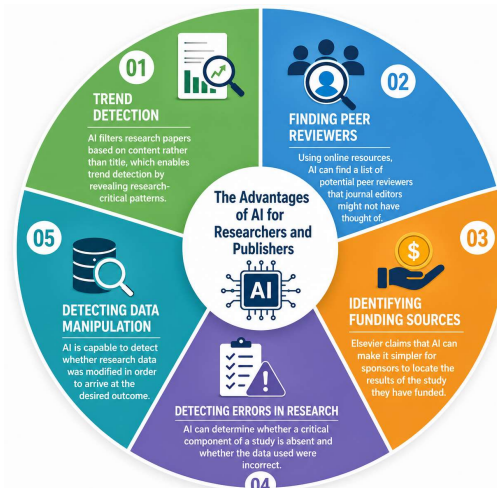 The Advantages
of AI for
Researchers and
Publishers
AI
01
TREND
DETECTION
AI filters research papers
based on content rather
than title, which enables
trend detection by
revealing research-
critical patterns.
02
FINDING PEER
REVIEWERS
Using online resources,
AI can find a list of
potential peer reviewers
that journal editors
might not have
thought of.
03
$
IDENTIFYING
FUNDING SOURCES
Elsevier claims that AI can
make it simpler for
sponsors to locate the
results of the study
they have funded.
DETECTING ERRORS IN RESEARCH
AI can determine whether a critical
component of a study is absent and
whether the data used were
incorrect.
04
05
DETECTING DATA
MANIPULATION
AI is capable to detect
whether research data
was modified in order
to arrive at the
desired outcome.